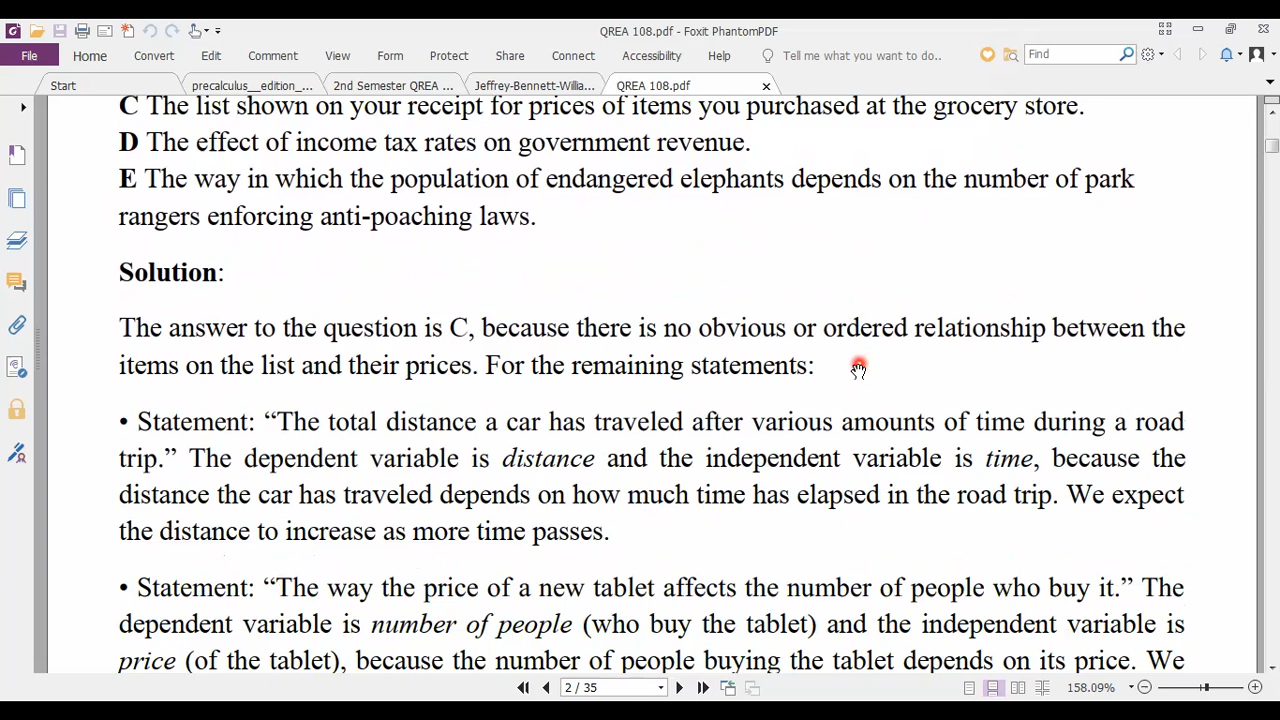 QREA 108.pdf - Foxit PhantomPDF
File Home Convert Edit Comment View Form Protect Share Connect Accessibility Help Tell me what you want to do.. Find
Start precalculus__edition_... 2nd Semester QREA ... Jeffrey-Bennett-Willia... QREA 108.pdf
C The list shown on your receipt for prices of items you purchased at the grocery store.
D The effect of income tax rates on government revenue.
E The way in which the population of endangered elephants depends on the number of park
rangers enforcing anti-poaching laws.
Solution:
The answer to the question is C, because there is no obvious or ordered relationship between the
items on the list and their prices. For the remaining statements:
• Statement: “The total distance a car has traveled after various amounts of time during a road
trip.” The dependent variable is distance and the independent variable is time, because the
distance the car has traveled depends on how much time has elapsed in the road trip. We expect
the distance to increase as more time passes.
• Statement: “The way the price of a new tablet affects the number of people who buy it.” The
dependent variable is number of people (who buy the tablet) and the independent variable is
price (of the tablet), because the number of people buying the tablet depends on its price. We
2 / 35 158.09%